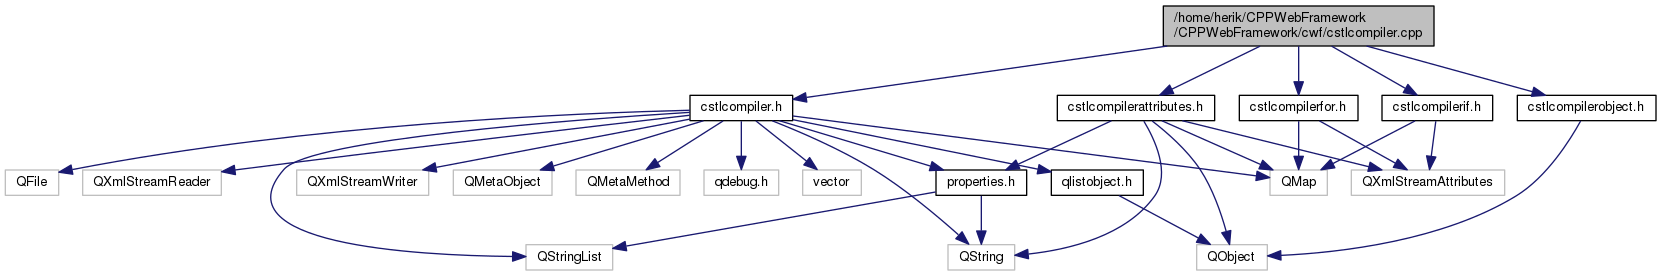 /home/herik/CPPWebFramework
/CPPWebFramework/cwf/cstlcompiler.cpp
cstlcompiler.h
cstlcompilerattributes.h
cstlcompilerfor.h
cstlcompilerif.h
cstlcompilerobject.h
QFile
QXmlStreamReader
QXmlStreamWriter
QMetaObject
QMetaMethod
qdebug.h
vector
properties.h
qlistobject.h
QMap
QXmlStreamAttributes
QStringList
QString
QObject